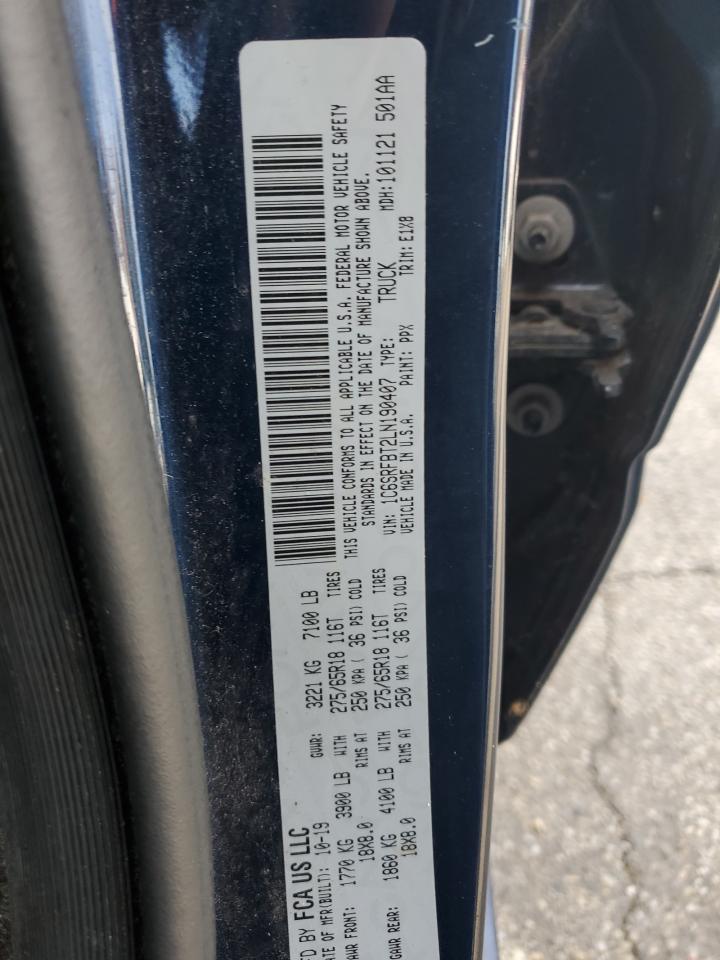 FD BY FCA US LLC
ATE OF MFR(BUILT): 10-19 GVWR: 3221 KG 7100 LB
GAWR FRONT: 1770 KG 3900 LB WITH 275/65R18 116T TIRES
18X8.0 RIMS AT 250 KPA ( 36 PSI) COLD
GAWR REAR: 1860 KG 4100 LB WITH 275/65R18 116T TIRES
18X8.0 RIMS AT 250 KPA ( 36 PSI) COLD
THIS VEHICLE CONFORMS TO ALL APPLICABLE U.S.A. FEDERAL MOTOR VEHICLE SAFETY
STANDARDS IN EFFECT ON THE DATE OF MANUFACTURE SHOWN ABOVE.
MDH:101121 501AA
VIN: 1C6SRFBT2LN190407 TYPE: TRUCK
VEHICLE MADE IN U.S.A. PAINT: PPX TRIM: E1X8